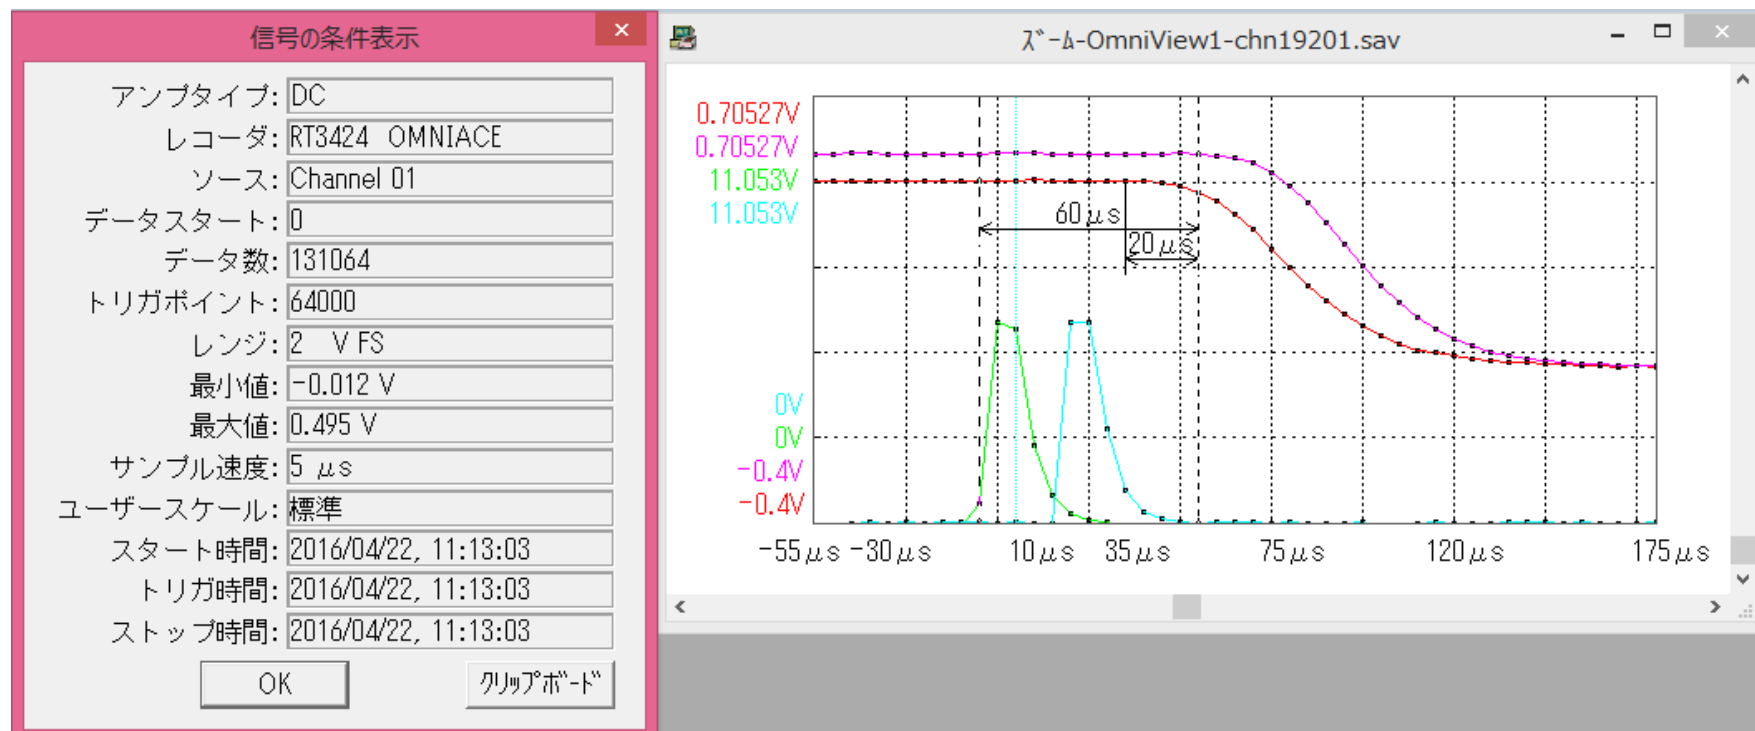 信号の条件表示
アンプタイプ: DC
レコーダ: RT3424 OMNIACE
ソース: Channel 01
データスタート: 0
データ数: 131064
トリガポイント: 64000
レンジ: 2 V FS
最小値: -0.012 V
最大値: 0.495 V
サンプル速度: 5 μs
ユーザースケール: 標準
スタート時間: 2016/04/22, 11:13:03
トリガ時間: 2016/04/22, 11:13:03
ストップ時間: 2016/04/22, 11:13:03
OK
クリップボード
ズーム-OmniView1-chn19201.sav
0.70527V
0.70527V
11.053V
11.053V
60μs
20μs
0V
0V
-0.4V
-0.4V
-55μs -30μs 10μs 35μs 75μs 120μs 175μs